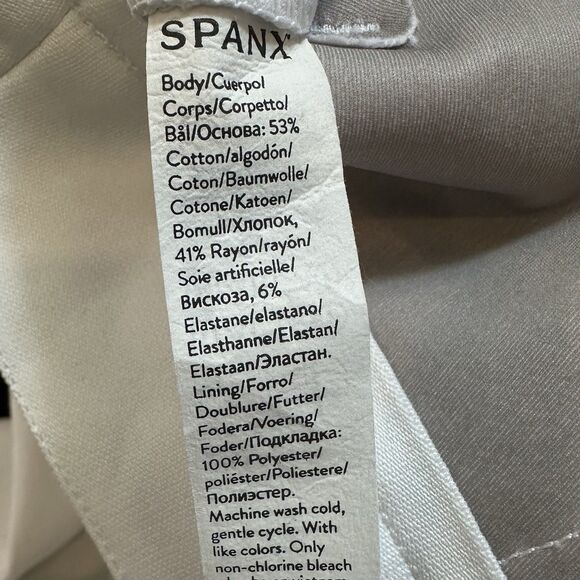 SPANX
Body/Cuerpol
Corps/Corpetto/
Bål/Основа: 53%
Cotton/algodón/
Coton/Baumwolle/
Cotone/Katoen/
Bomull/Хлопок,
41% Rayon/rayón/
Soie artificielle/
Вискоза, 6%
Elastane/elastano/
Elasthanne/Elastan/
Elastaan/Эластан.
Lining/Forro/
Doublure/Futter/
Fodera/Voering/
Foder/Подкладка:
100% Polyester/
poliéster/Poliestere/
Полиэстер.
Machine wash cold,
gentle cycle. With
like colors. Only
non-chlorine bleach